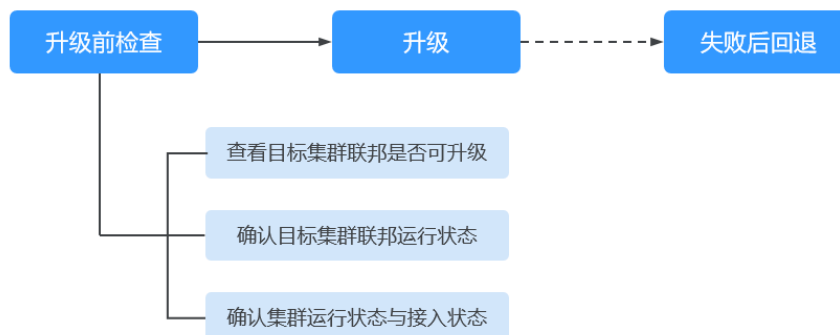 升级前检查
升级
失败后回退
查看目标集群联邦是否可升级
确认目标集群联邦运行状态
确认集群运行状态与接入状态